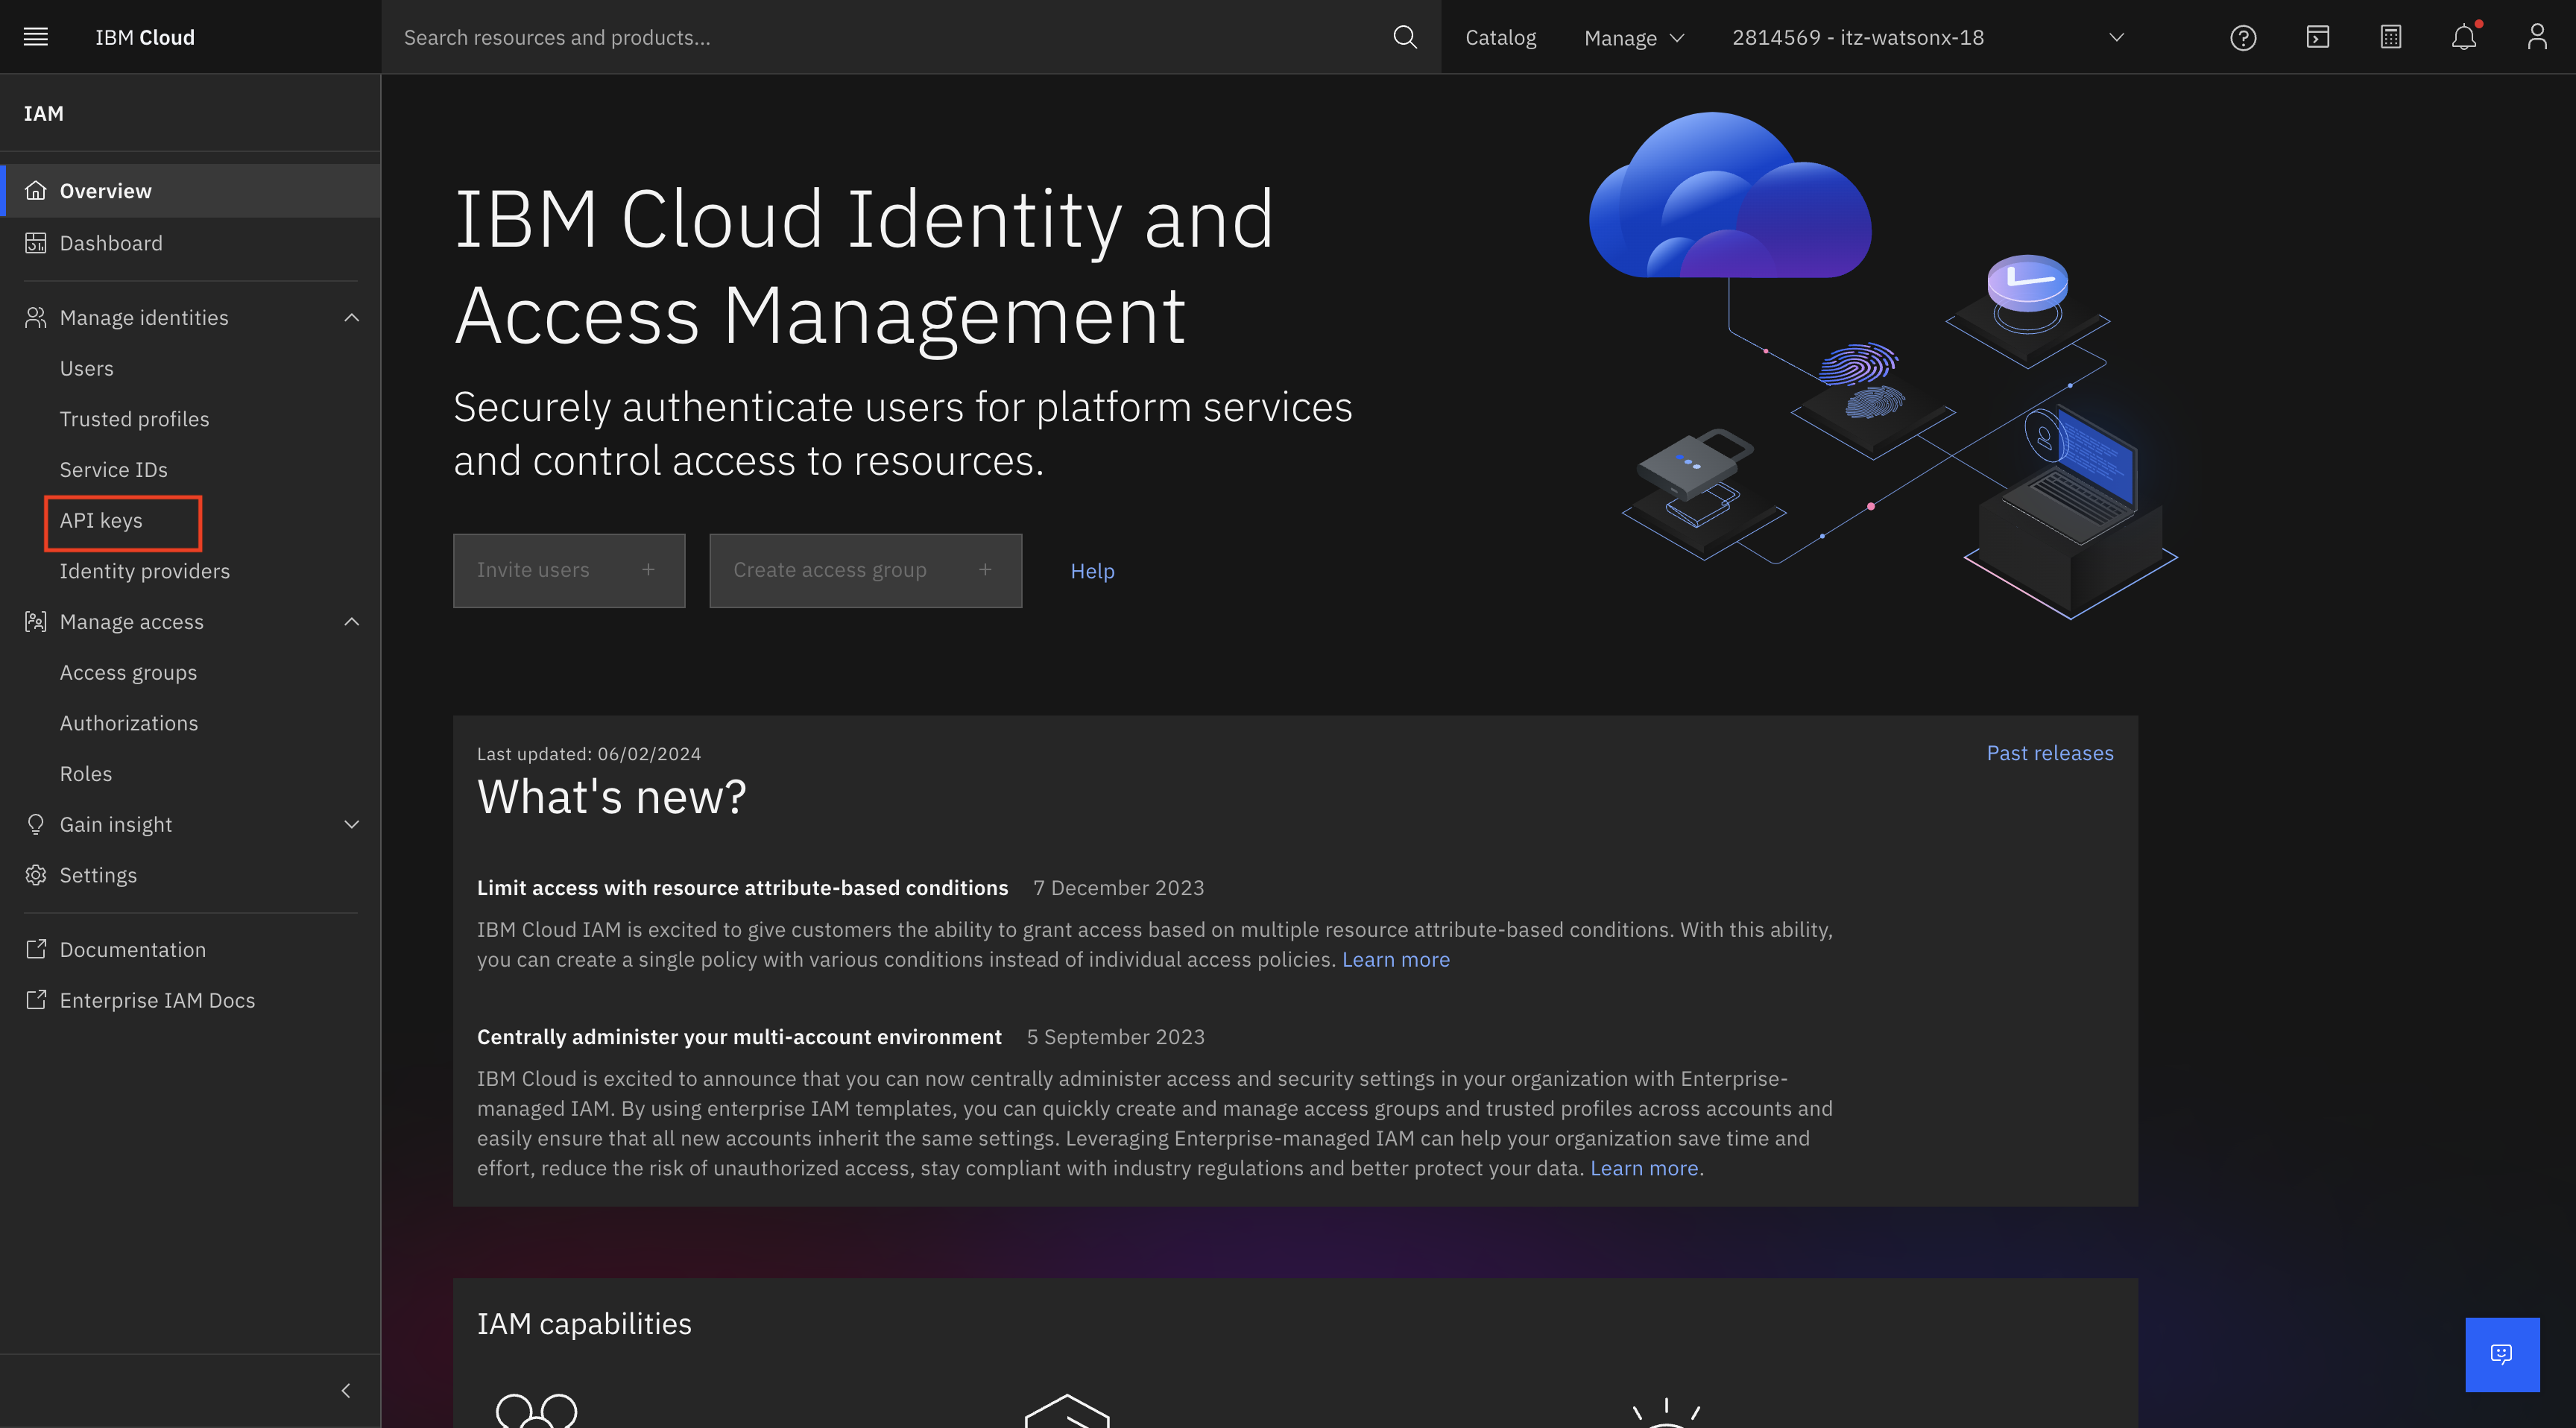 IBM Cloud
Search resources and products...
Catalog
Manage
2814569 - itz-watsonx-18
IAM
Overview
Dashboard
Manage identities
Users
Trusted profiles
Service IDs
API keys
Identity providers
Manage access
Access groups
Authorizations
Roles
Gain insight
Settings
Documentation
Enterprise IAM Docs
IBM Cloud Identity and
Access Management
Securely authenticate users for platform services
and control access to resources.
Invite users
Create access group
Help
Last updated: 06/02/2024
Past releases
What's new?
Limit access with resource attribute-based conditions 7 December 2023
IBM Cloud IAM is excited to give customers the ability to grant access based on multiple resource attribute-based conditions. With this ability,
you can create a single policy with various conditions instead of individual access policies. Learn more
Centrally administer your multi-account environment 5 September 2023
IBM Cloud is excited to announce that you can now centrally administer access and security settings in your organization with Enterprise-
managed IAM. By using enterprise IAM templates, you can quickly create and manage access groups and trusted profiles across accounts and
easily ensure that all new accounts inherit the same settings. Leveraging Enterprise-managed IAM can help your organization save time and
effort, reduce the risk of unauthorized access, stay compliant with industry regulations and better protect your data. Learn more.
IAM capabilities